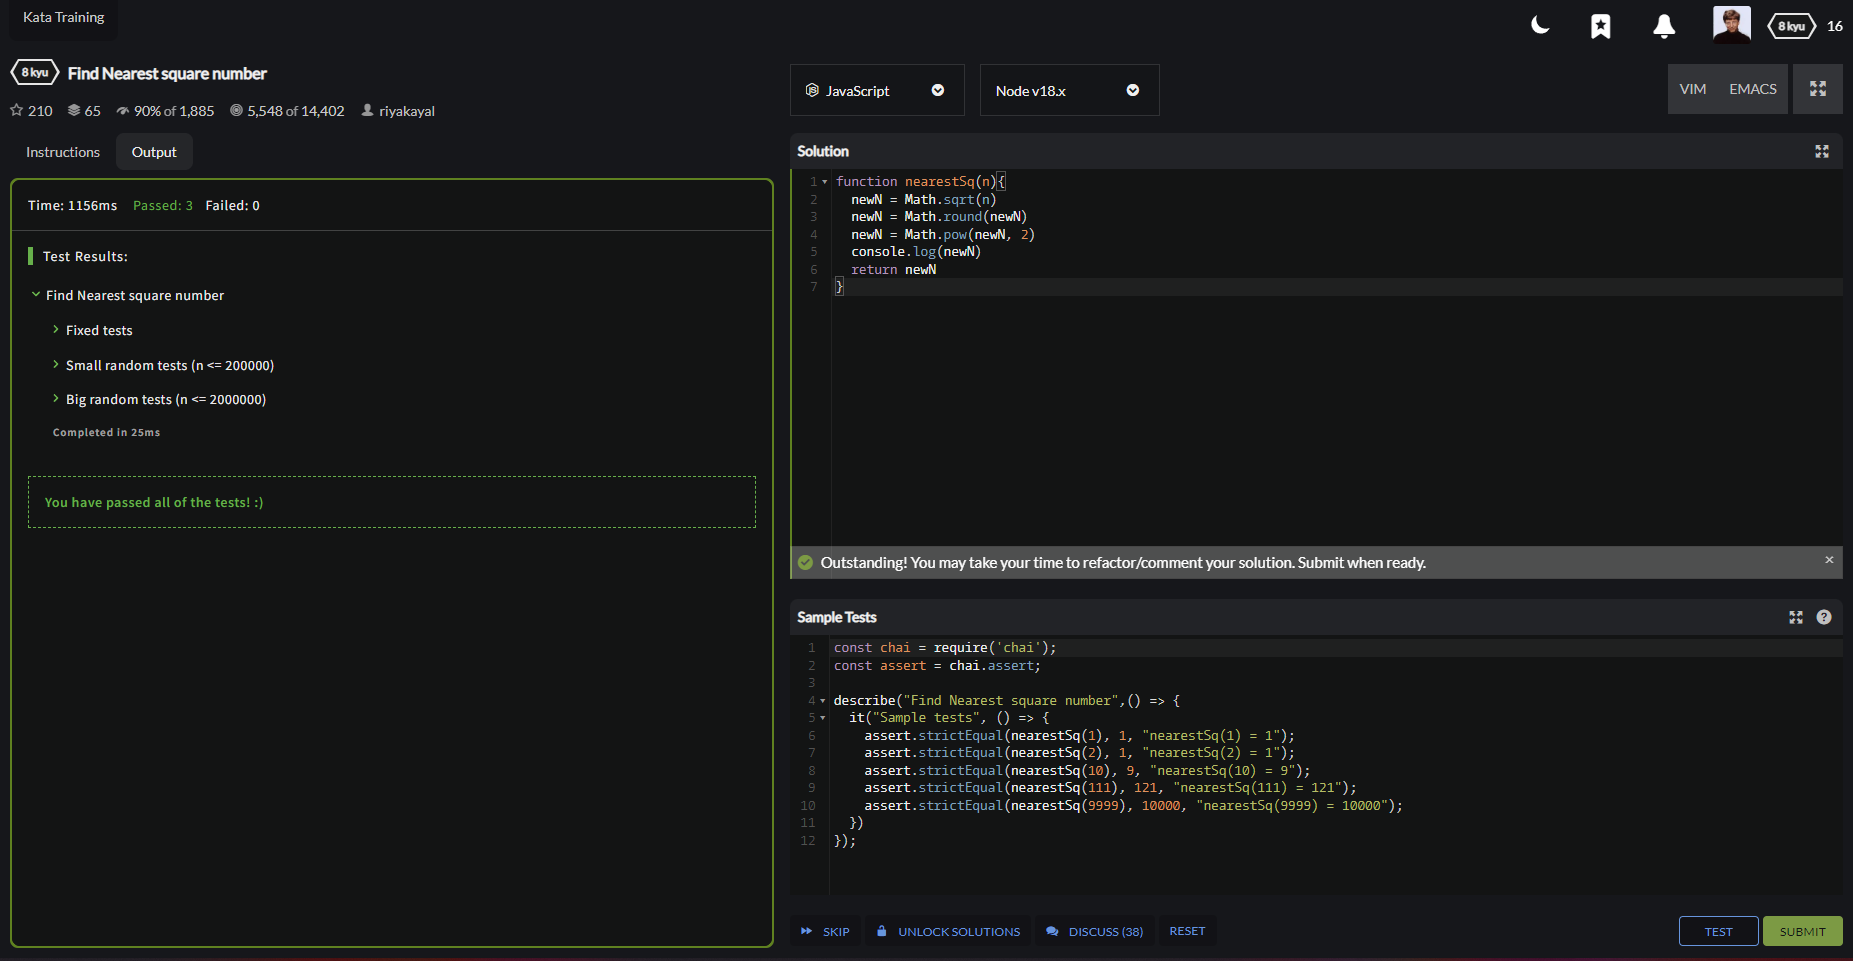 Kata Training
8 kyu 16
8 kyu Find Nearest square number
210 65 90% of 1,885 5,548 of 14,402 riyakayal
Instructions Output
Time: 1156ms Passed: 3 Failed: 0
Test Results:
Find Nearest square number
Fixed tests
Small random tests (n <= 200000)
Big random tests (n <= 2000000)
Completed in 25ms
You have passed all of the tests! :)
JavaScript Node v18.x VIM EMACS
Solution
1 function nearestSq(n){
2 newN = Math.sqrt(n)
3 newN = Math.round(newN)
4 newN = Math.pow(newN, 2)
5 console.log(newN)
6 return newN
7 }
Outstanding! You may take your time to refactor/comment your solution. Submit when ready. ×
Sample Tests ?
1 const chai = require('chai');
2 const assert = chai.assert;
3
4 describe("Find Nearest square number",() => {
5 it("Sample tests", () => {
6 assert.strictEqual(nearestSq(1), 1, "nearestSq(1) = 1");
7 assert.strictEqual(nearestSq(2), 1, "nearestSq(2) = 1");
8 assert.strictEqual(nearestSq(10), 9, "nearestSq(10) = 9");
9 assert.strictEqual(nearestSq(111), 121, "nearestSq(111) = 121");
10 assert.strictEqual(nearestSq(9999), 10000, "nearestSq(9999) = 10000");
11 })
12 });
SKIP UNLOCK SOLUTIONS DISCUSS (38) RESET TEST SUBMIT